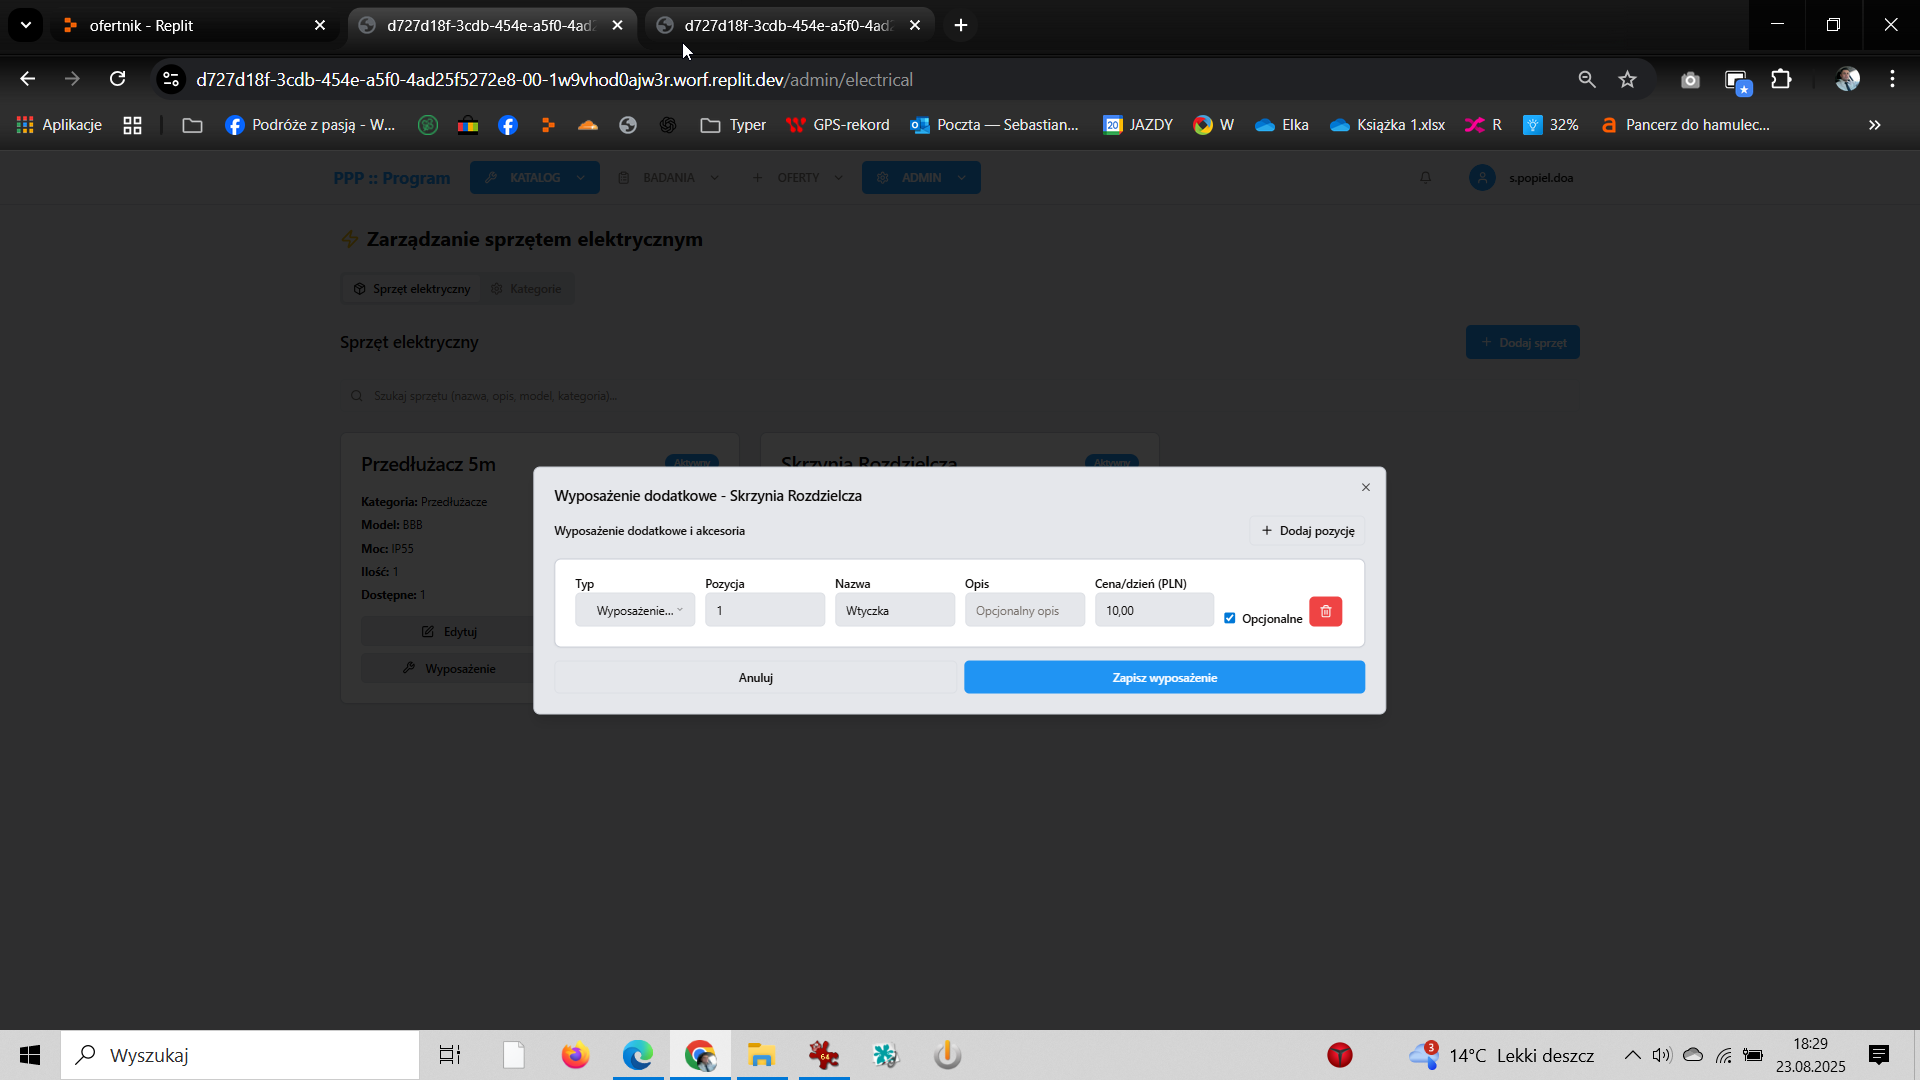 ofertnik - Replit
d727d18f-3cdb-454e-a5f0-4ad2
d727d18f-3cdb-454e-a5f0-4ad2
d727d18f-3cdb-454e-a5f0-4ad25f5272e8-00-1w9vhod0ajw3r.worf.replit.dev/admin/electrical
Aplikacje
Podróże z pasją - W...
Typer
GPS-rekord
Poczta — Sebastian...
20 JAZDY
W
Elka
Książka 1.xlsx
R
32%
Pancerz do hamulec...
PPP :: Program
KATALOG
BADANIA
OFERTY
ADMIN
s.popiel.doa
Zarządzanie sprzętem elektrycznym
Sprzęt elektryczny
Kategorie
Sprzęt elektryczny
Dodaj sprzęt
Szukaj sprzętu (nazwa, opis, model, kategoria)...
Przedłużacz 5m
Aktywny
Skrzynia Rozdzielcza
Aktywny
Kategoria: Przedłużacze
Model: BBB
Moc: IP55
Ilość: 1
Dostępne: 1
Edytuj
Wyposażenie
Wyposażenie dodatkowe - Skrzynia Rozdzielcza
Wyposażenie dodatkowe i akcesoria
Dodaj pozycję
Typ Pozycja Nazwa Opis Cena/dzień (PLN)
Wyposażenie... 1 Wtyczka Opcjonalny opis 10,00 Opcjonalne
Anuluj
Zapisz wyposażenie
Wyszukaj
64
3
14°C Lekki deszcz
18:29
23.08.2025